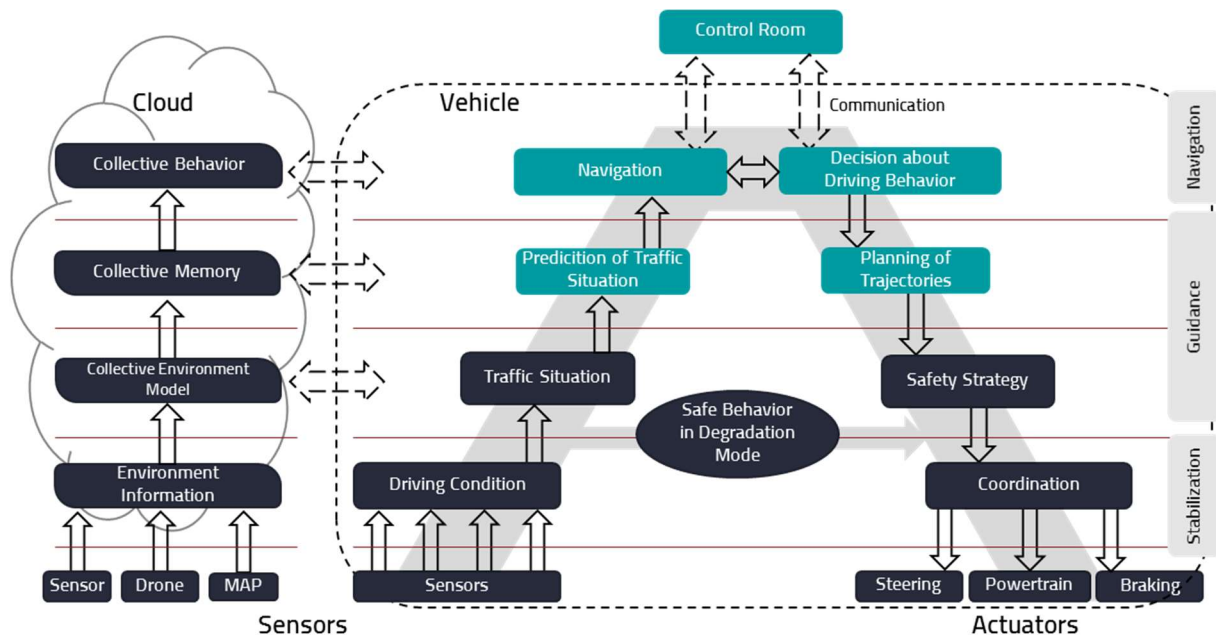 Control Room
Cloud
Vehicle
Communication
Navigation
Collective Behavior
Navigation
Decision about
Driving Behavior
Collective Memory
Predicition of Traffic
Situation
Planning of
Trajectories
Guidance
Collective Environment
Model
Traffic Situation
Safety Strategy
Safe Behavior
in Degradation
Mode
Environment
Information
Driving Condition
Coordination
Stabilization
Sensor
Drone
MAP
Sensors
Steering
Powertrain
Braking
Sensors
Actuators